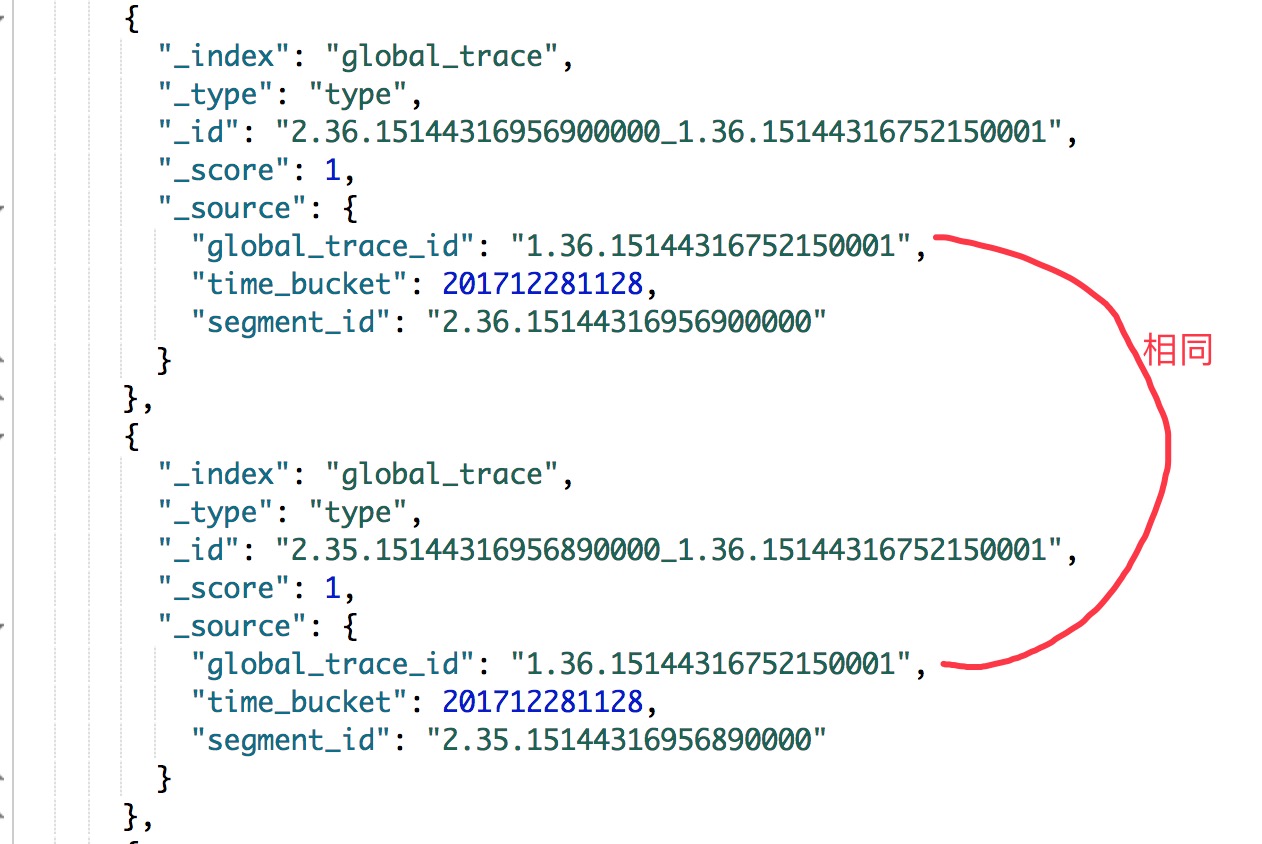 {
"_index": "global_trace",
"_type": "type",
"_id": "2.36.15144316956900000_1.36.15144316752150001",
"_score": 1,
"_source": {
"global_trace_id": "1.36.15144316752150001",
"time_bucket": 201712281128,
"segment_id": "2.36.15144316956900000"
相同
}
},
{
"_index": "global_trace",
"_type": "type",
"_id": "2.35.15144316956890000_1.36.15144316752150001",
"_score": 1,
"_source": {
"global_trace_id": "1.36.15144316752150001",
"time_bucket": 201712281128,
"segment_id": "2.35.15144316956890000"
}
},